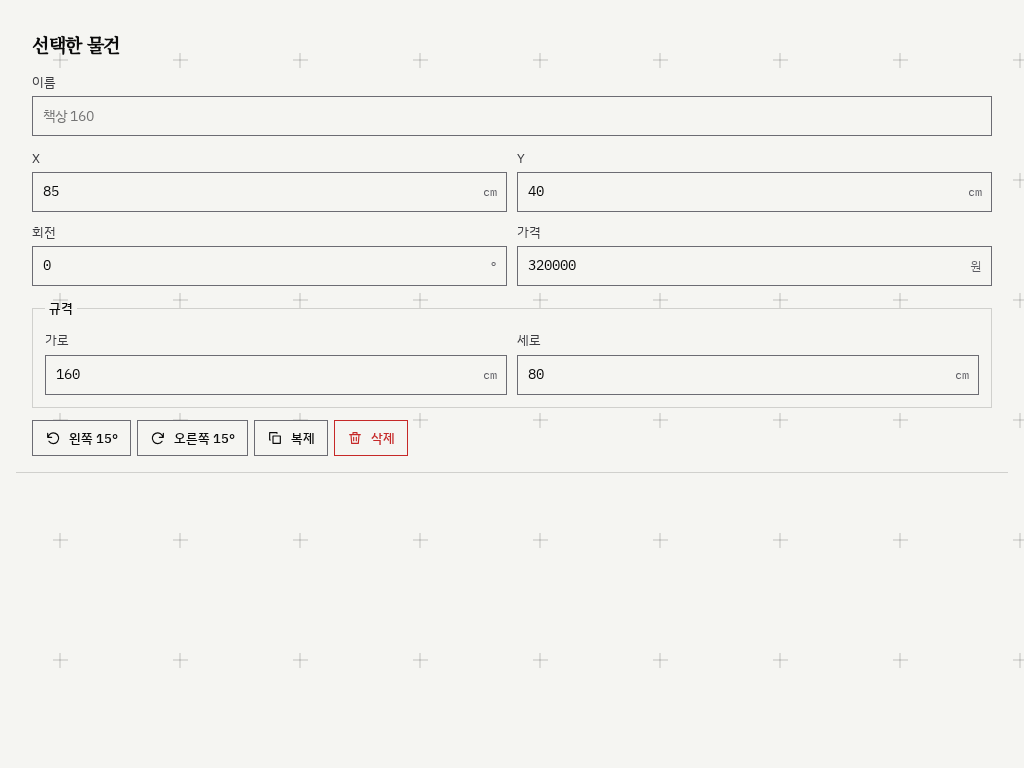 선택한 물건
이름
책상 160
X
Y
85 cm
40 cm
회전
가격
0 °
320000 원
규격
가로
세로
160 cm
80 cm
왼쪽 15°
오른쪽 15°
복제
삭제